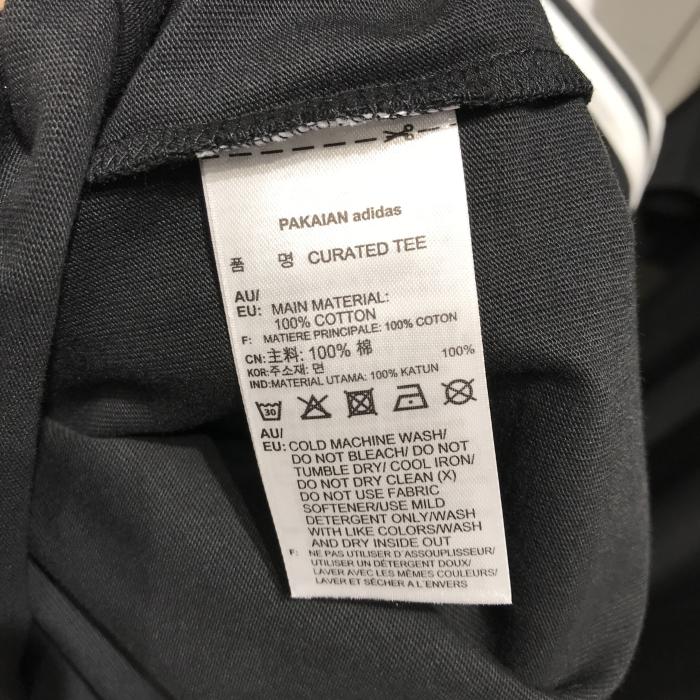 PAKAIAN adidas
품 명 CURATED TEE
AU/
EU: MAIN MATERIAL:
100% COTTON
F: MATIERE PRINCIPALE: 100% COTON
CN:主料: 100% 棉
KOR:주소재: 면 100%
IND:MATERIAL UTAMA: 100% KATUN
30
AU/
EU: COLD MACHINE WASH/
DO NOT BLEACH/ DO NOT
TUMBLE DRY/ COOL IRON/
DO NOT DRY CLEAN (X)
DO NOT USE FABRIC
SOFTENER/USE MILD
DETERGENT ONLY/WASH
WITH LIKE COLORS/WASH
AND DRY INSIDE OUT
F: NE PAS UTILISER D'ASSOUPLISSEUR/
UTILISER UN DÉTERGENT DOUX/
LAVER AVEC LES MÊMES COULEURS/
LAVER ET SÉCHER A L'ENVERS